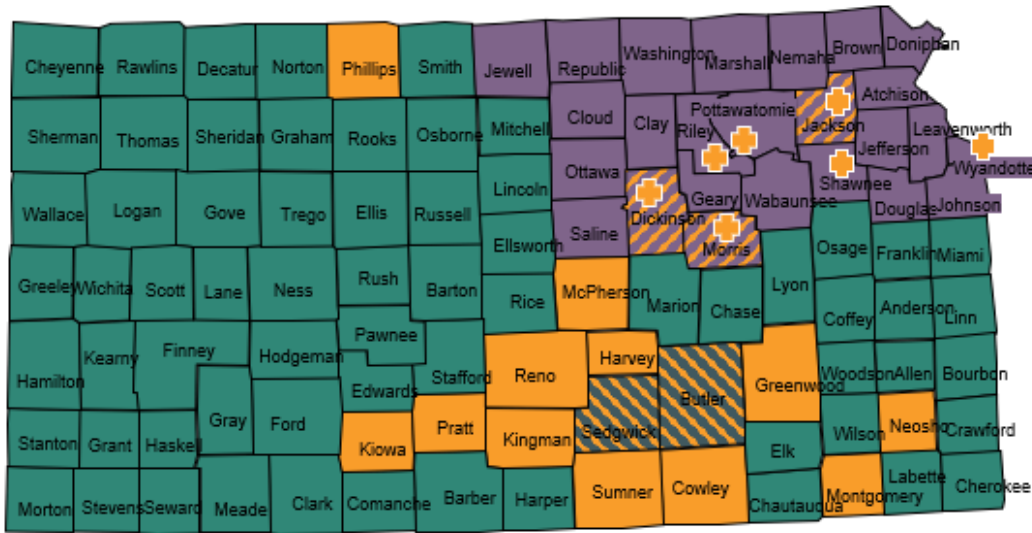 Cheyenne Rawlins Decatur Norton Phillips Smith Jewell Republic Washington Marshall Nemaha Brown Doniphan
Sherman Thomas Sheridan Graham Rooks Osborne Mitchell Cloud Clay Riley Pottawatomie Jackson Atchison
Jefferson Leavenworth Wyandotte
Wallace Logan Gove Trego Ellis Russell Lincoln Ottawa Dickinson Geary Wabaunsee Shawnee Douglas Johnson
Ellsworth Saline Morris Osage Franklin Miami
Greeley Wichita Scott Lane Ness Rush Barton Rice McPherson Marion Chase Lyon Coffey Anderson Linn
Hamilton Kearny Finney Hodgeman Pawnee Edwards Stafford Reno Harvey Butler Greenwood Woodson Allen Bourbon
Stanton Grant Haskell Gray Ford Kiowa Pratt Kingman Sedgwick Elk Wilson Neosho Crawford
Morton Stevens Seward Meade Clark Comanche Barber Harper Sumner Cowley Chautauqua Montgomery Labette Cherokee